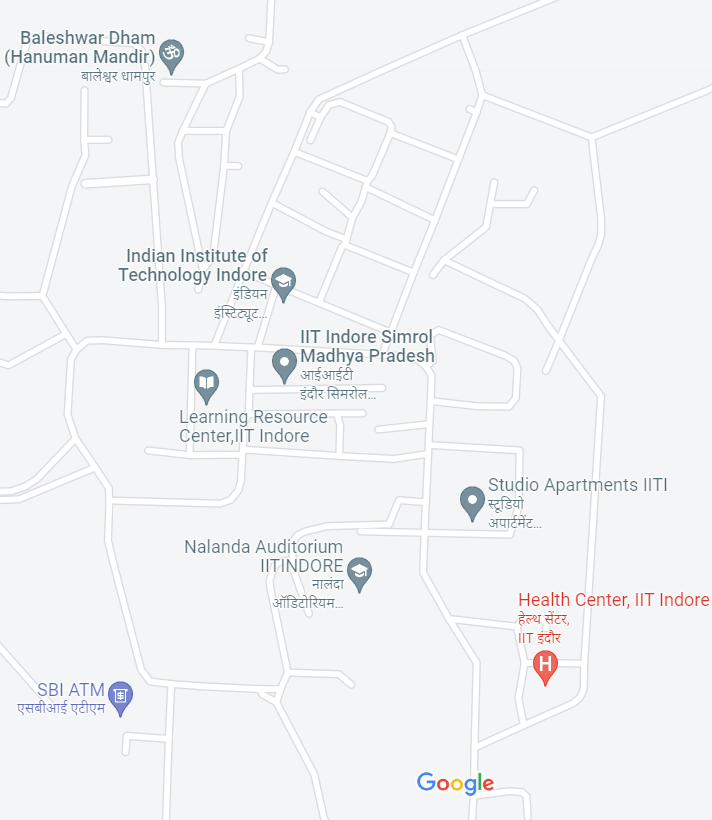 Baleshwar Dham
(Hanuman Mandir)
बालेश्वर धामपुर
Indian Institute of
Technology Indore
इंडियन
इंस्टिट्यूट...
IIT Indore Simrol
Madhya Pradesh
आईआईटी
इंदौर सिमरोल...
Learning Resource
Center,IIT Indore
Studio Apartments IITI
स्टूडियो
अपार्टमेंट...
Nalanda Auditorium
IITINDORE
नालंदा
ऑडिटोरियम...
Health Center, IIT Indore
हेल्थ सेंटर,
IIT इंदौर
H
SBI ATM
एसबीआई एटीएम
Google